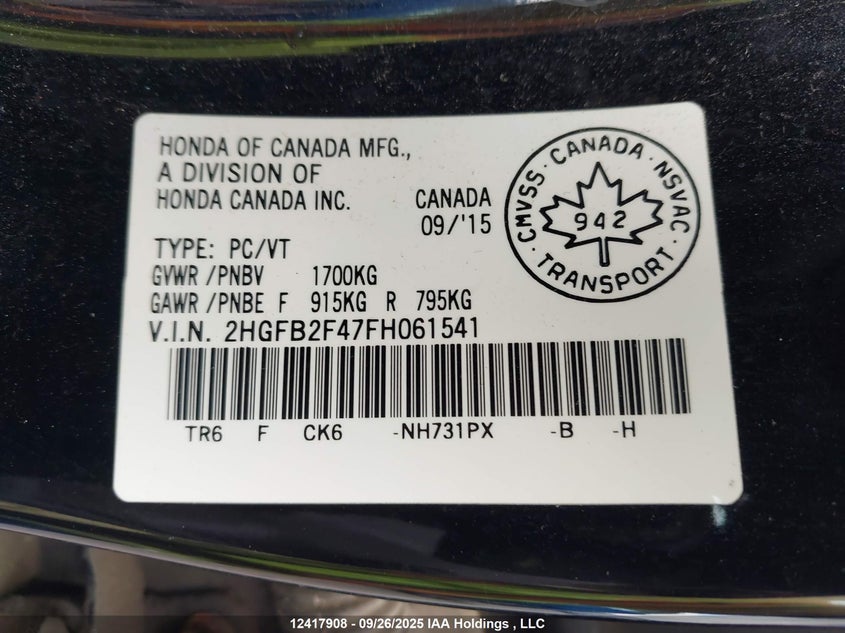 HONDA OF CANADA MFG.,
A DIVISION OF
HONDA CANADA INC.
CANADA
09/'15
TYPE: PC/VT
GVWR /PNBV 1700KG
GAWR /PNBE F 915KG R 795KG
V.I.N. 2HGFB2F47FH061541
TR6 F CK6 -NH731PX -B -H
CMVSS · CANADA · NSVAC
942
· TRANSPORT ·
12417908 - 09/26/2025 IAA Holdings , LLC